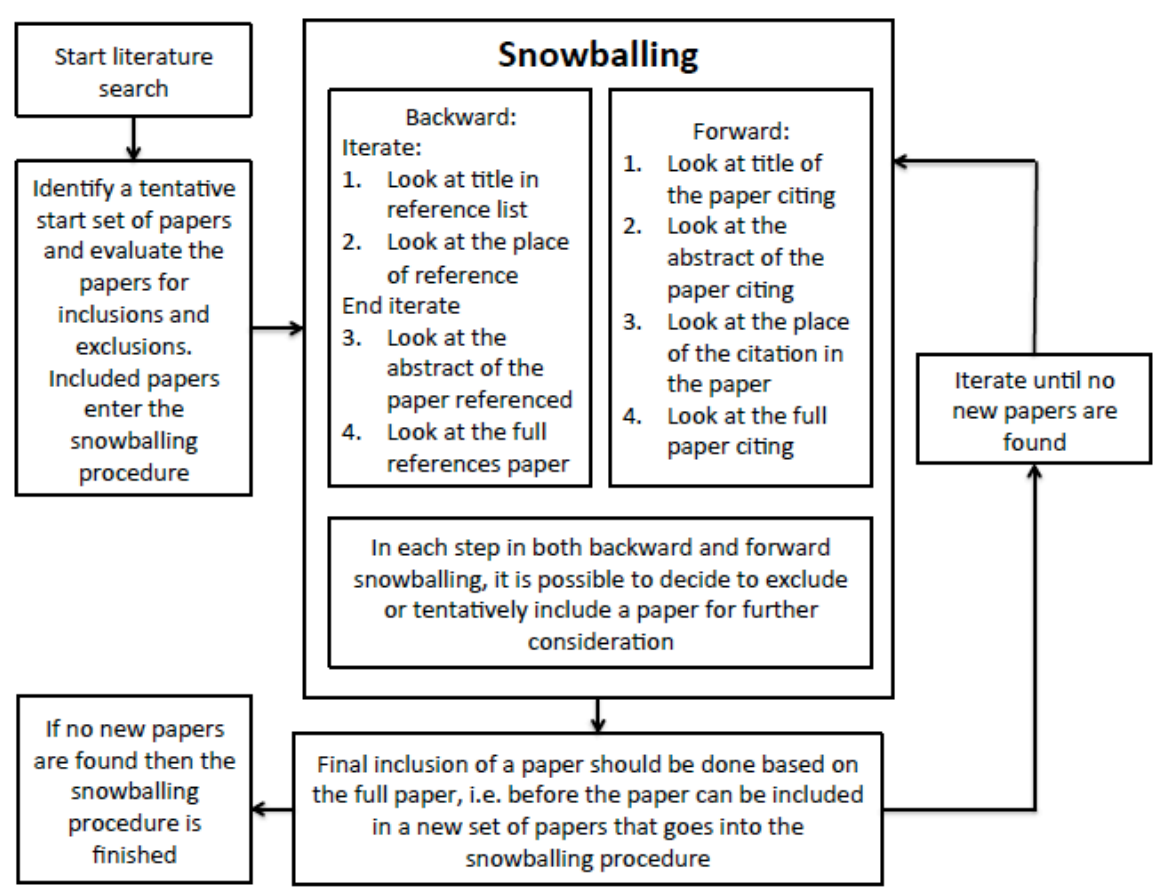 Start literature
search
Identify a tentative
start set of papers
and evaluate the
papers for
inclusions and
exclusions.
Included papers
enter the
snowballing
procedure
Snowballing
Backward:
Iterate:
1. Look at title in
reference list
2. Look at the place
of reference
End iterate
3. Look at the
abstract of the
paper referenced
4. Look at the full
references paper
Forward:
1. Look at title of
the paper citing
2. Look at the
abstract of the
paper citing
3. Look at the place
of the citation in
the paper
4. Look at the full
paper citing
In each step in both backward and forward
snowballing, it is possible to decide to exclude
or tentatively include a paper for further
consideration
Iterate until no
new papers are
found
Final inclusion of a paper should be done based on
the full paper, i.e. before the paper can be included
in a new set of papers that goes into the
snowballing procedure
If no new papers
are found then the
snowballing
procedure is
finished